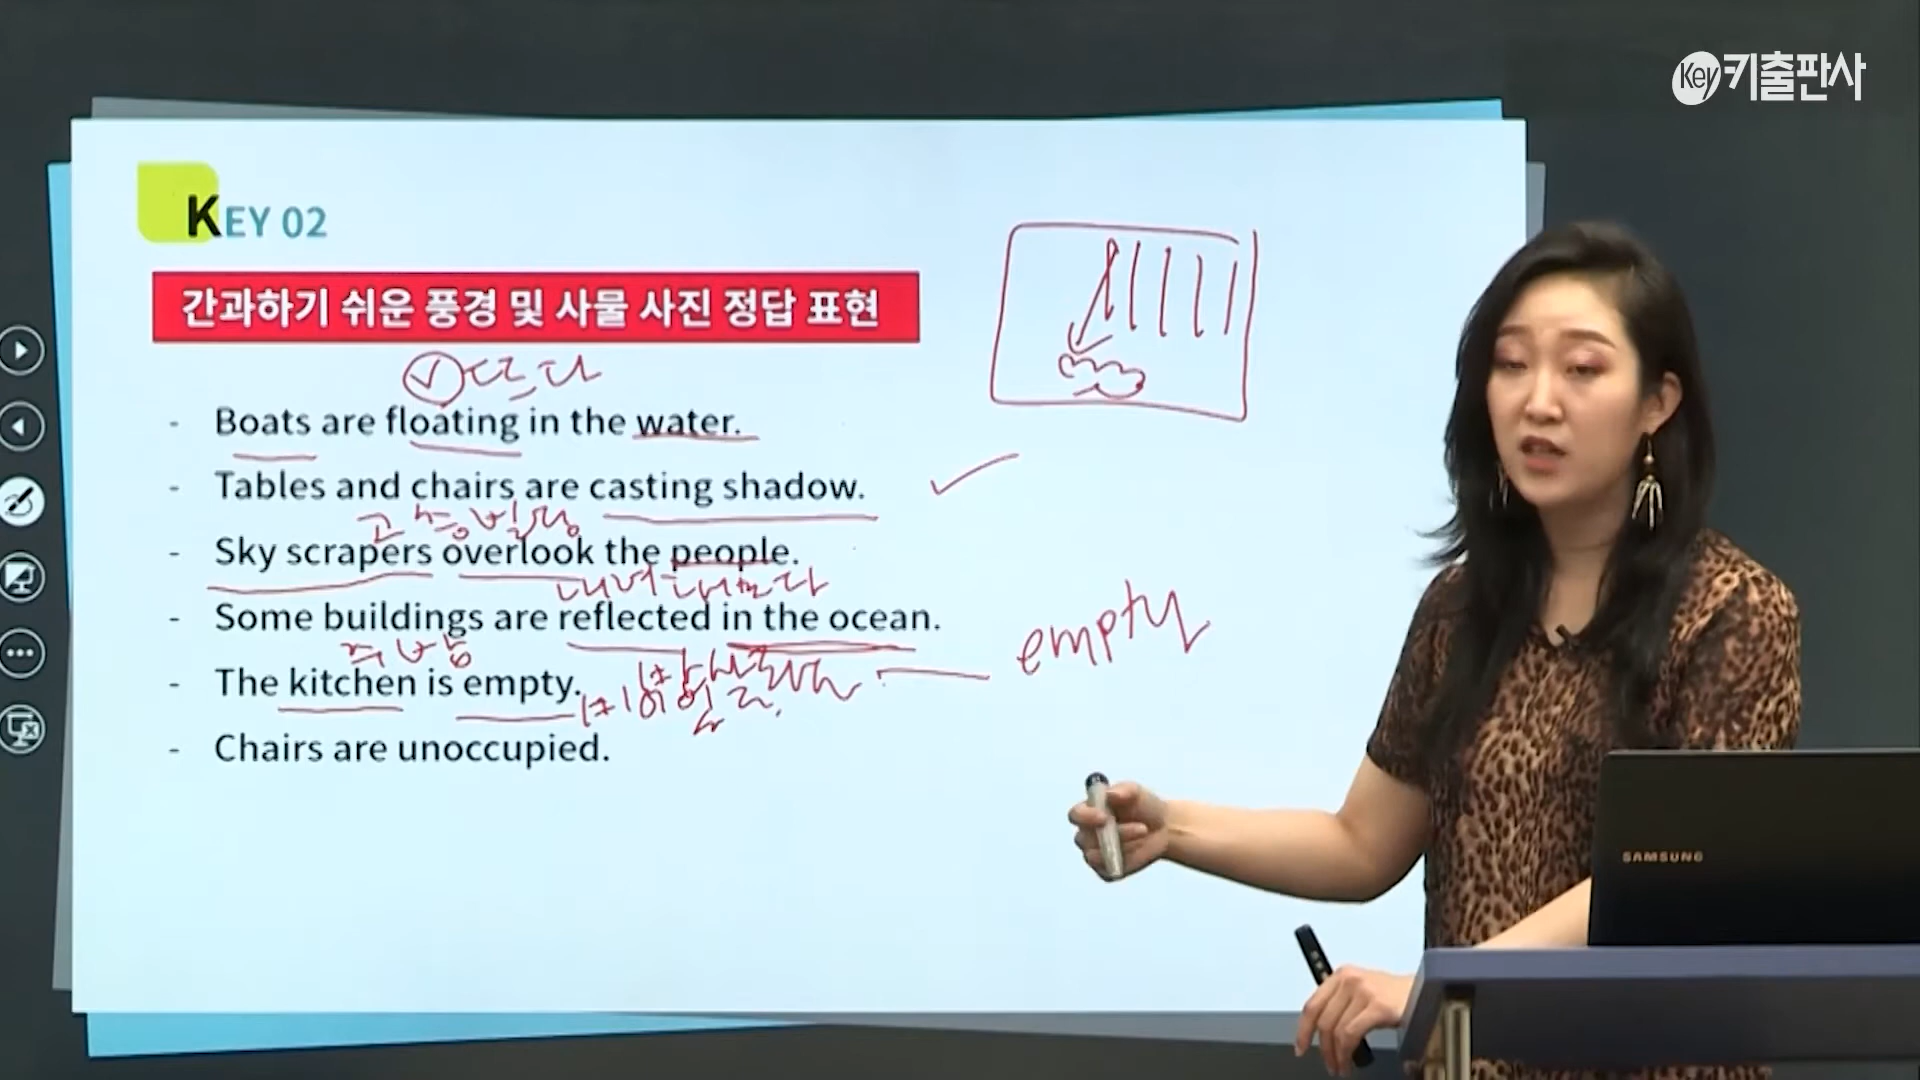 Key 키출판사
KEY 02
간과하기 쉬운 풍경 및 사물 사진 정답 표현
- Boats are floating in the water.
- Tables and chairs are casting shadow.
고층빌딩
- Sky scrapers overlook the people.
내려다보다
- Some buildings are reflected in the ocean.
주방
- The kitchen is empty.
empty
- Chairs are unoccupied.
SAMSUNG